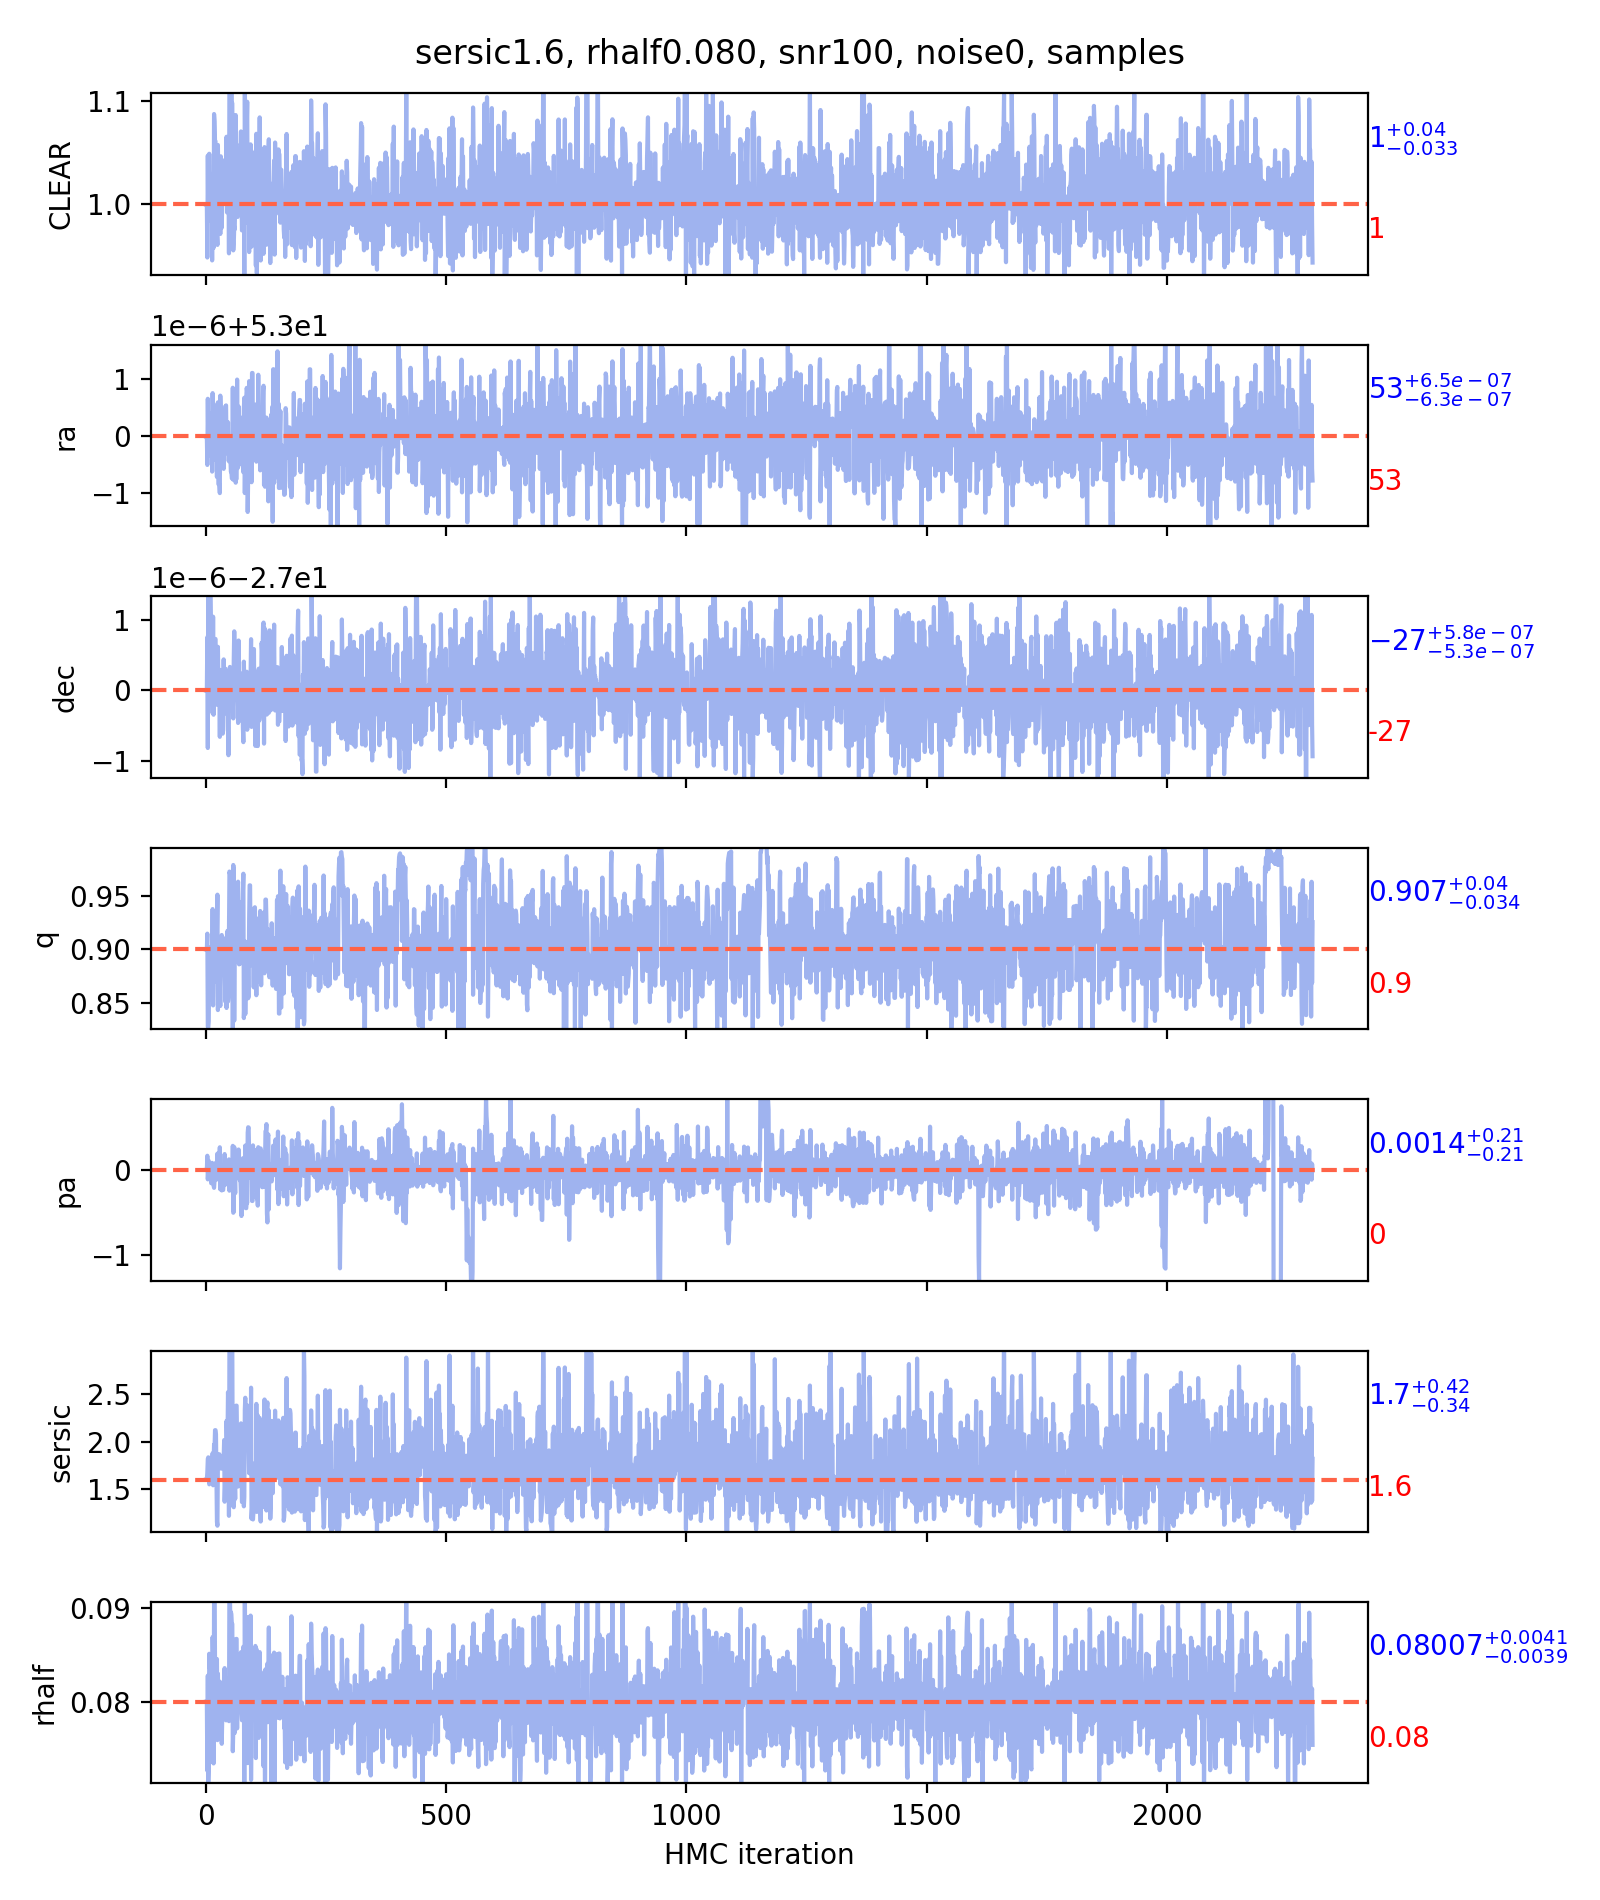 sersic1.6, rhalf0.080, snr100, noise0, samples
CLEAR
1.1
1.0
1+0.04
−0.033
1
1e−6+5.3e1
ra
1
0
−1
53+6.5e−07
−6.3e−07
53
1e−6−2.7e1
dec
1
0
−1
−27+5.8e−07
−5.3e−07
-27
q
0.95
0.90
0.85
0.907+0.04
−0.034
0.9
pa
0
−1
0.0014+0.21
−0.21
0
sersic
2.5
2.0
1.5
1.7+0.42
−0.34
1.6
rhalf
0.09
0.08
0.08007+0.0041
−0.0039
0.08
0 500 1000 1500 2000
HMC iteration